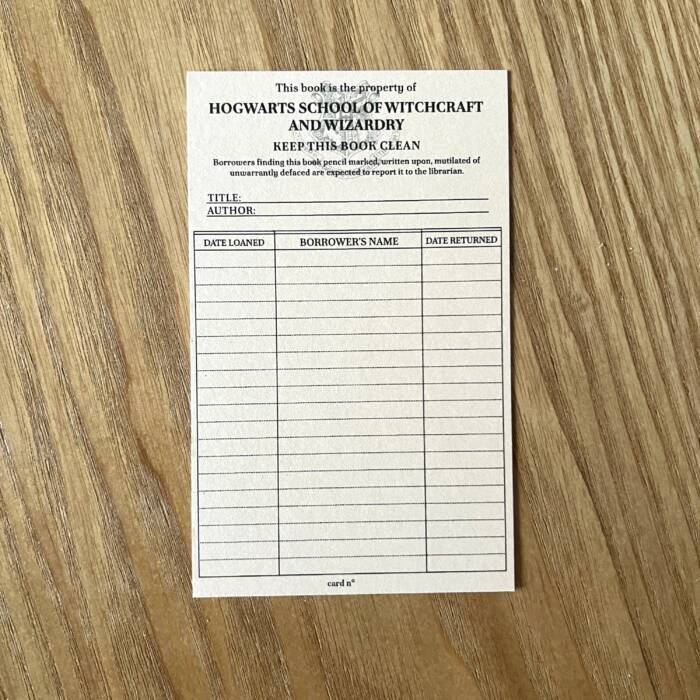 This book is the property of
HOGWARTS SCHOOL OF WITCHCRAFT
AND WIZARDRY
KEEP THIS BOOK CLEAN
Borrowers finding this book pencil marked, written upon, mutilated of
unwarrantly defaced are expected to report it to the librarian.
TITLE:
AUTHOR:
DATE LOANED BORROWER'S NAME DATE RETURNED
card n°